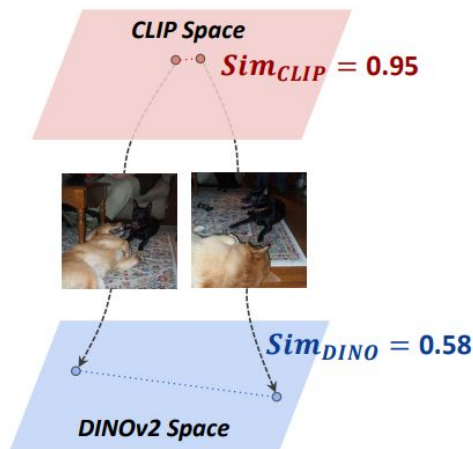 CLIP Space
Sim_CLIP = 0.95
Sim_DINO = 0.58
DINOv2 Space